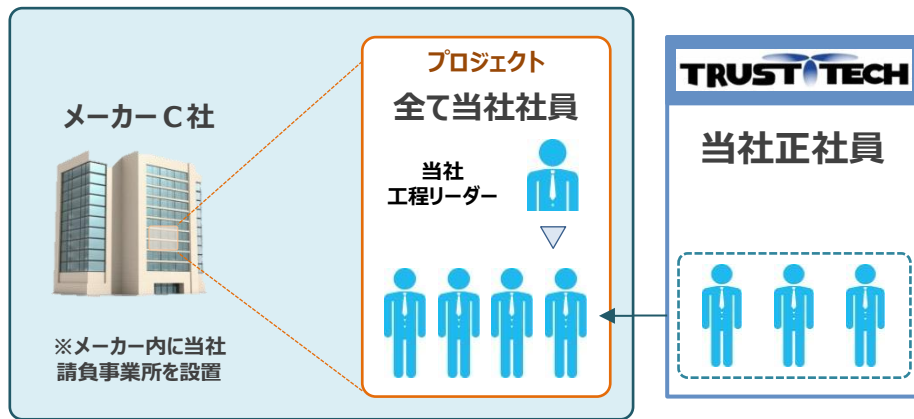 メーカーC社
※メーカー内に当社
請負事業所を設置
プロジェクト
全て当社社員
当社
工程リーダー
TRUST TECH
当社正社員